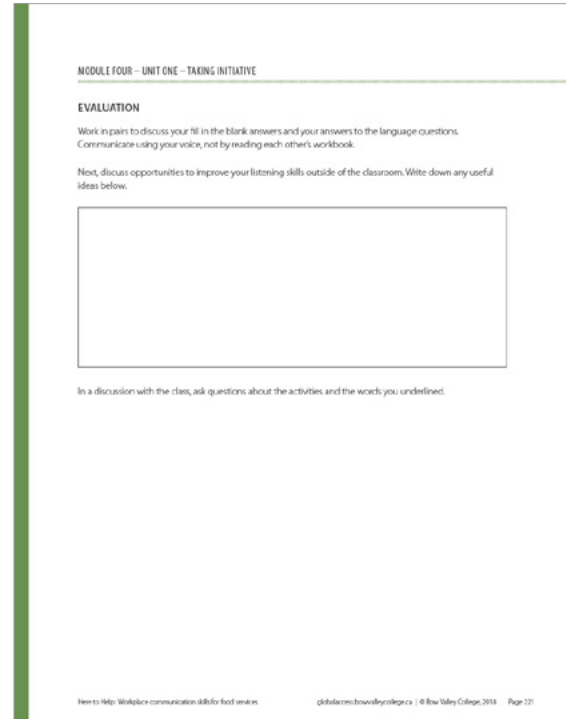 MODULE FOUR – UNIT ONE – TAKING INITIATIVE
EVALUATION
Work in pairs to discuss your fill in the blank answers and your answers to the language questions.
Communicate using your voice, not by reading each other's workbook.
Next, discuss opportunities to improve your listening skills outside of the classroom. Write down any useful
ideas below.
In a discussion with the class, ask questions about the activities and the words you underlined.
Here to Help: Workplace communication skills for food services globalaccess.bowvalleycollege.ca | © Bow Valley College, 2018 Page 221